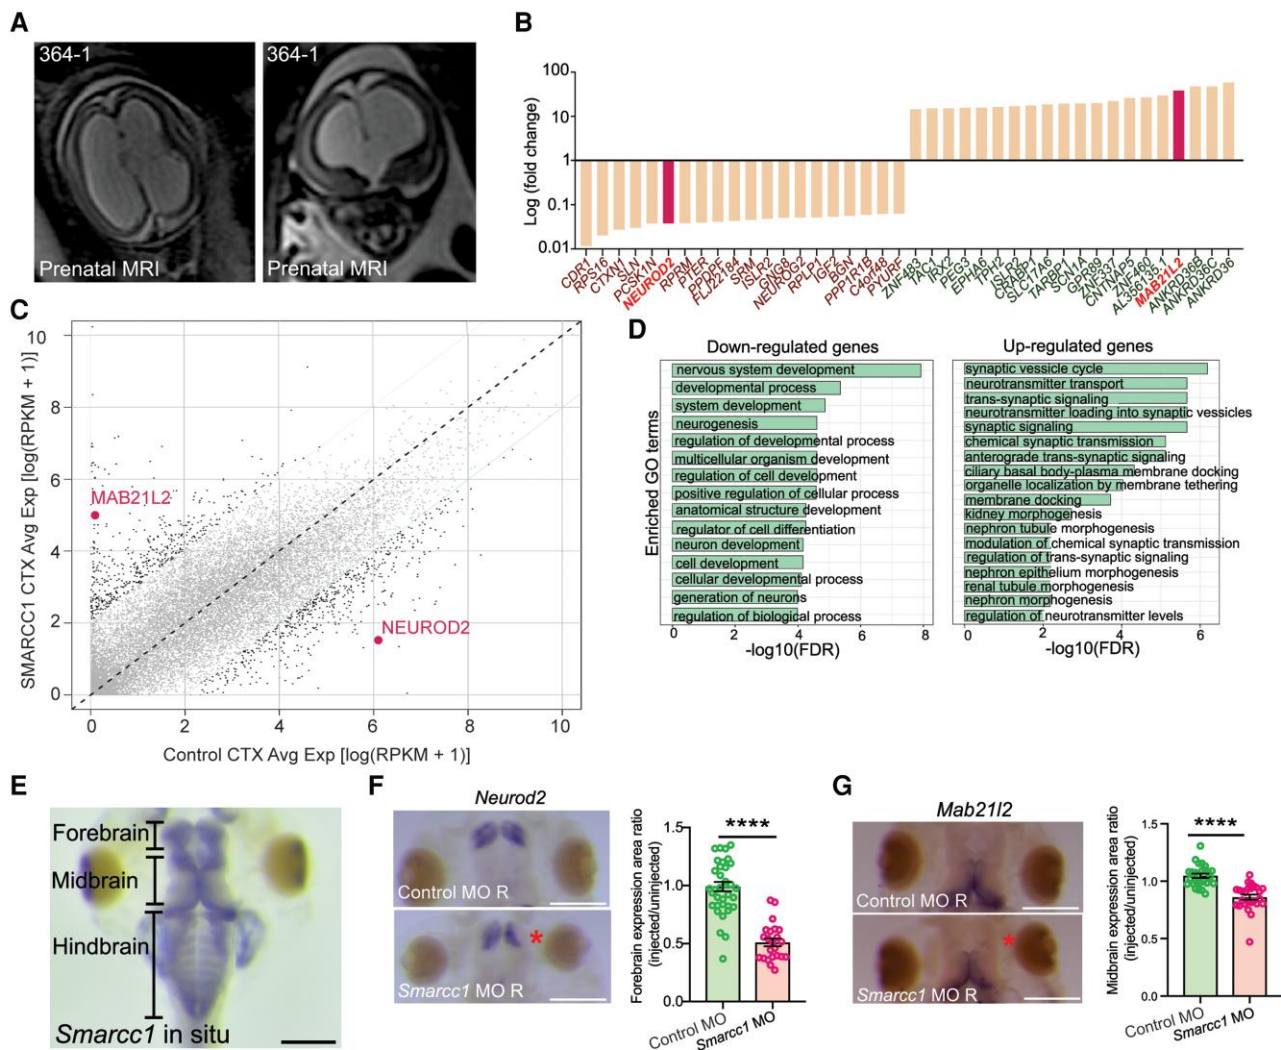 A
364-1
Prenatal MRI
364-1
Prenatal MRI
B
Log (fold change)
100
10
1
0.1
0.01
CDR1
RPS16
CTXN1
SLN
PCSK1N
NEUROD2
RPRM
PTER
PPDPF
FLJ22184
SRM
ISLR2
GNG8
NEUROG2
RPLP1
IGF2
BGN
PPP1R1B
C4orf48
PYURF
ZNF483
TAC1
IRX2
PEG3
EPHA6
TPH2
ISLR2
CRABP1
SLC17A6
TARBP1
SCN1A
GPR89
ZNF337
CNTNAP5
ZNF460
AL356115.1
MAB21L2
ANKRD36B
ANKRD36C
ANKRD36
C
SMARCC1 CTX Avg Exp [log(RPKM + 1))]
10
8
6
4
2
0
MAB21L2
NEUROD2
0 2 4 6 8 10
Control CTX Avg Exp [log(RPKM + 1)]
D
Enriched GO terms
Down-regulated genes
nervous system development
developmental process
system development
neurogenesis
regulation of developmental process
multicellular organism development
regulation of cell development
positive regulation of cellular process
anatomical structure development
regulator of cell differentiation
neuron development
cell development
cellular developmental process
generation of neurons
regulation of biological process
0 2 4 6 8
-log10(FDR)
Up-regulated genes
synaptic vessicle cycle
neurotransmitter transport
trans-synaptic signaling
neurotransmitter loading into synaptic vessicles
synaptic signaling
chemical synaptic transmission
anterograde trans-synaptic signaling
ciliary basal body-plasma membrane docking
organelle localization by membrane tethering
membrane docking
kidney morphogenesis
nephron tubule morphogenesis
modulation of chemical synaptic transmission
regulation of trans-synaptic signaling
nephron epithelium morphogenesis
renal tubule morphogenesis
nephron morphogenesis
regulation of neurotransmitter levels
0 2 4 6
-log10(FDR)
E
Forebrain
Midbrain
Hindbrain
Smarcc1 in situ
F
Neurod2
Control MO R
*
Smarcc1 MO R
Forebrain expression area ratio
(injected/uninjected)
1.5
1.0
0.5
0.0
****
Control MO
Smarcc1 MO
G
Mab21l2
Control MO R
*
Smarcc1 MO R
Midbrain expression area ratio
(injected/uninjected)
1.5
1.0
0.5
0.0
****
Control MO
Smarcc1 MO